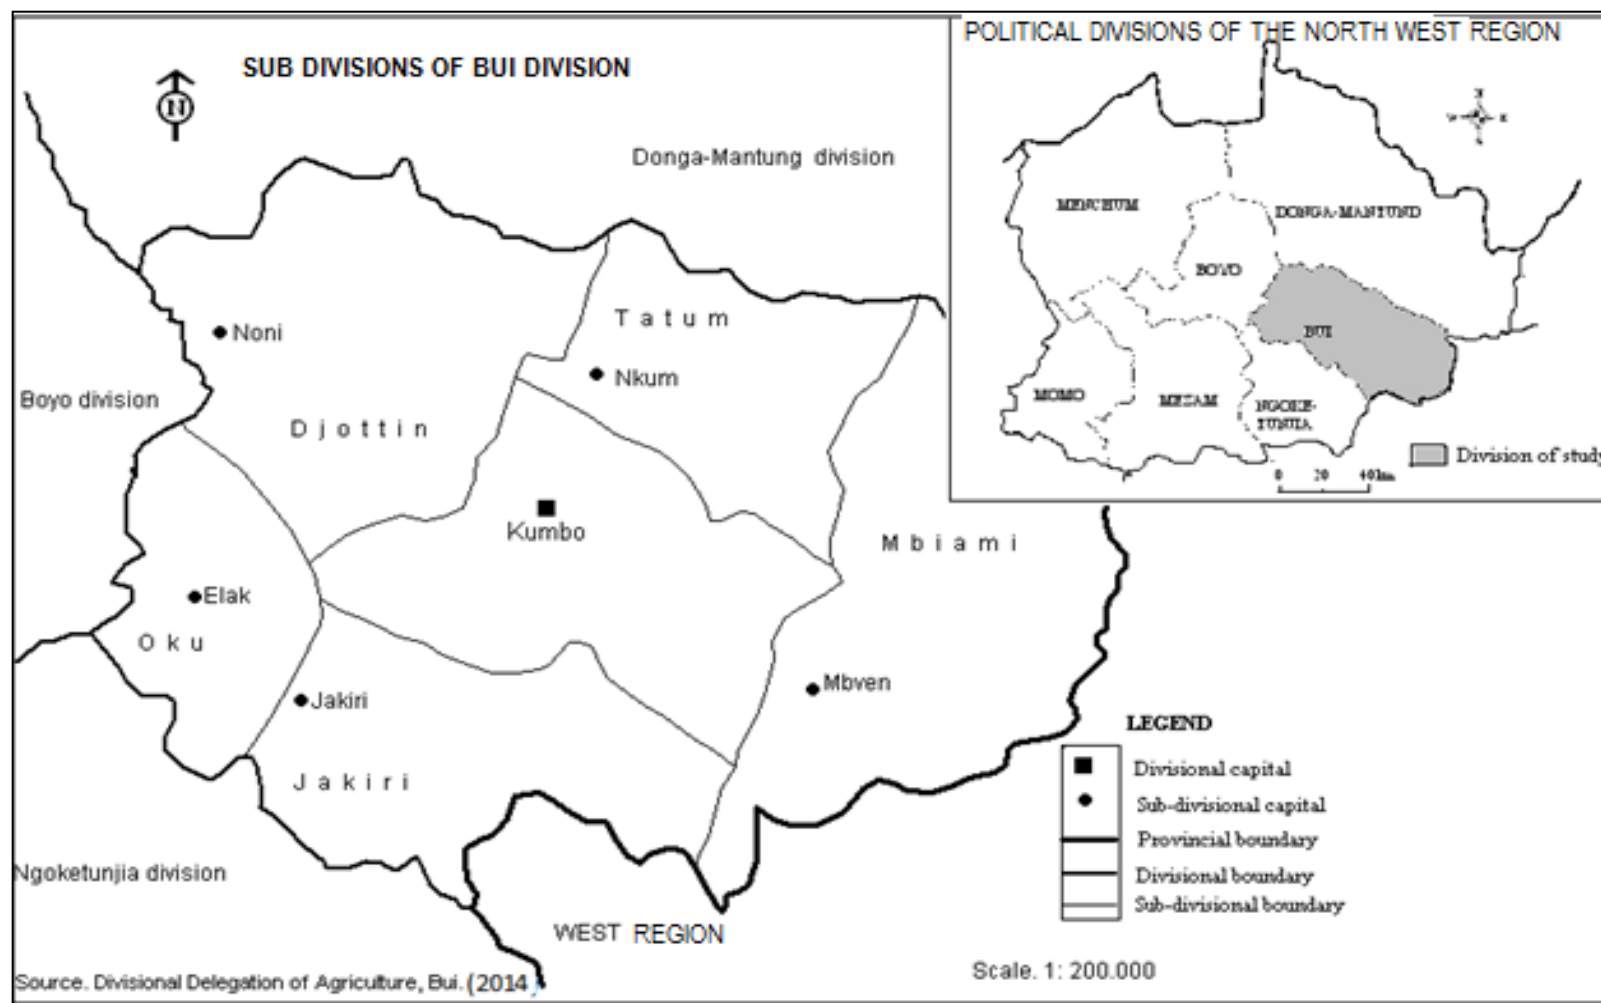 POLITICAL DIVISIONS OF THE NORTH WEST REGION
SUB DIVISIONS OF BUI DIVISION
N
Donga-Mantung division
MENCHUM
DONGA-MANTUND
BOYO
BUI
MOMO
MEZAM
NGOKE-
TUNJIA
Division of study
0 20 40km
Noni
Tatum
Nkum
Boyo division
Djottin
Kumbo
Mbiami
Elak
Oku
Jakiri
Mbven
Jakiri
LEGEND
Divisional capital
Sub-divisional capital
Provincial boundary
Divisional boundary
Sub-divisional boundary
Ngoketunjia division
WEST REGION
Scale. 1: 200.000
Source. Divisional Delegation of Agriculture, Bui. (2014)